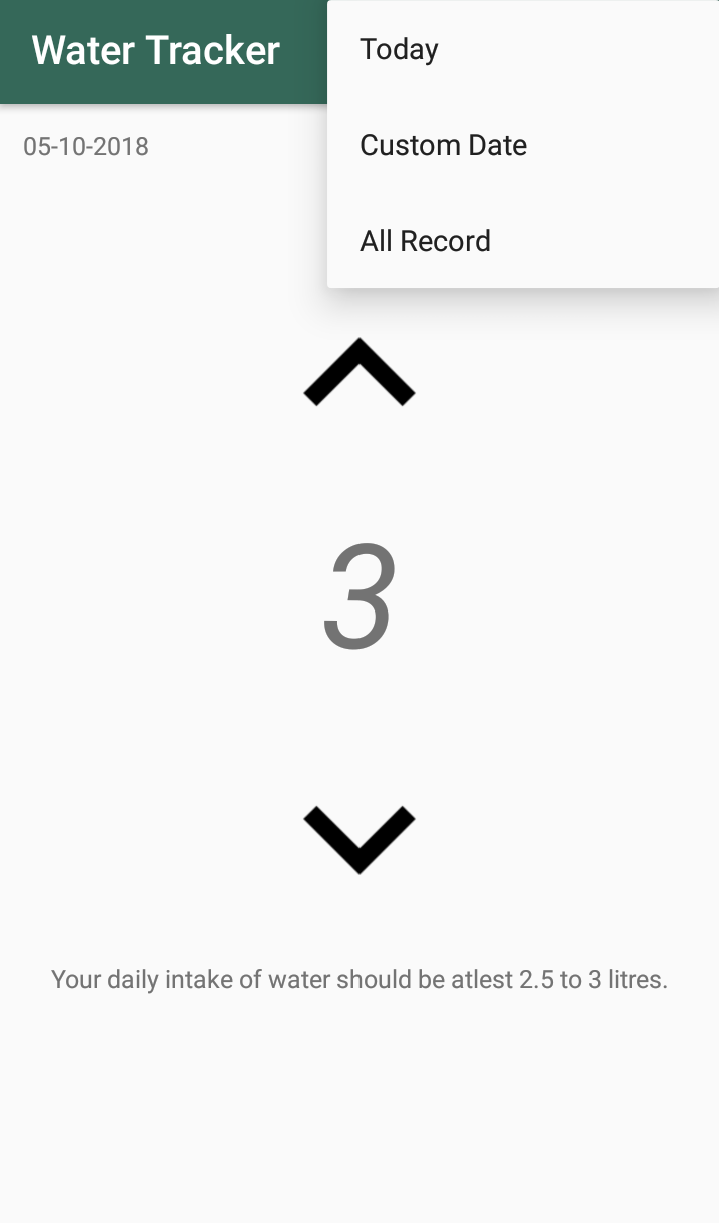 Water Tracker
Today
05-10-2018
Custom Date
All Record
3
Your daily intake of water should be atlest 2.5 to 3 litres.